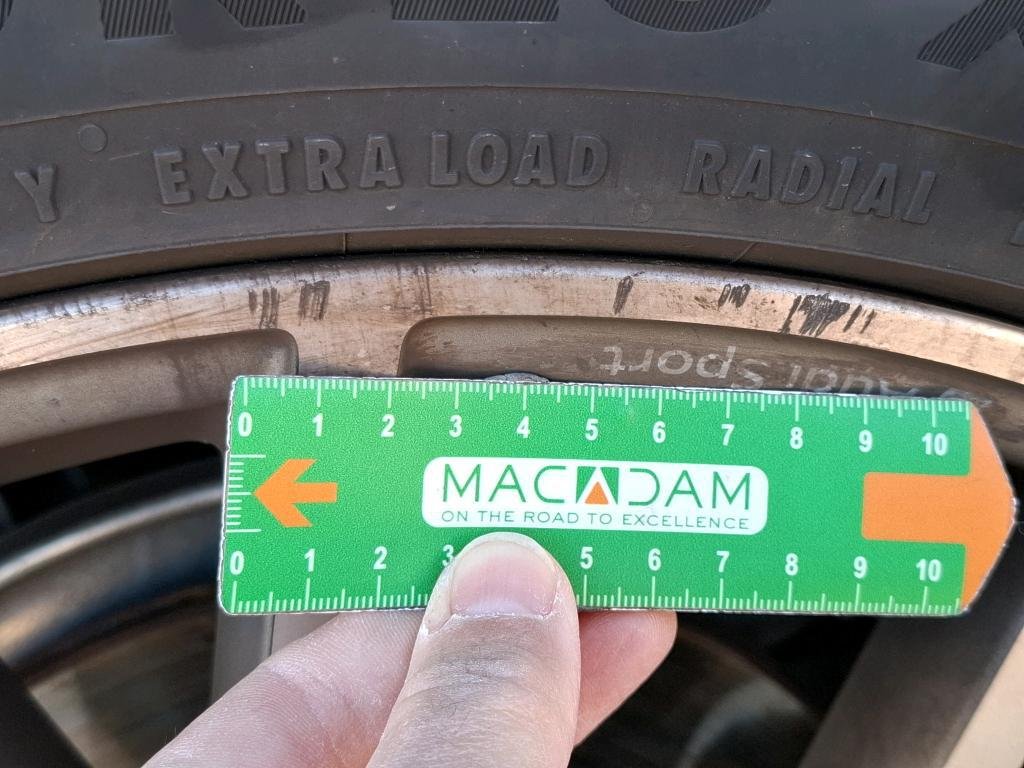 Y EXTRA LOAD RADIAL
Audi Sport
0 1 2 3 4 5 6 7 8 9 10
MACADAM
ON THE ROAD TO EXCELLENCE
0 1 2 3 5 6 7 8 9 10